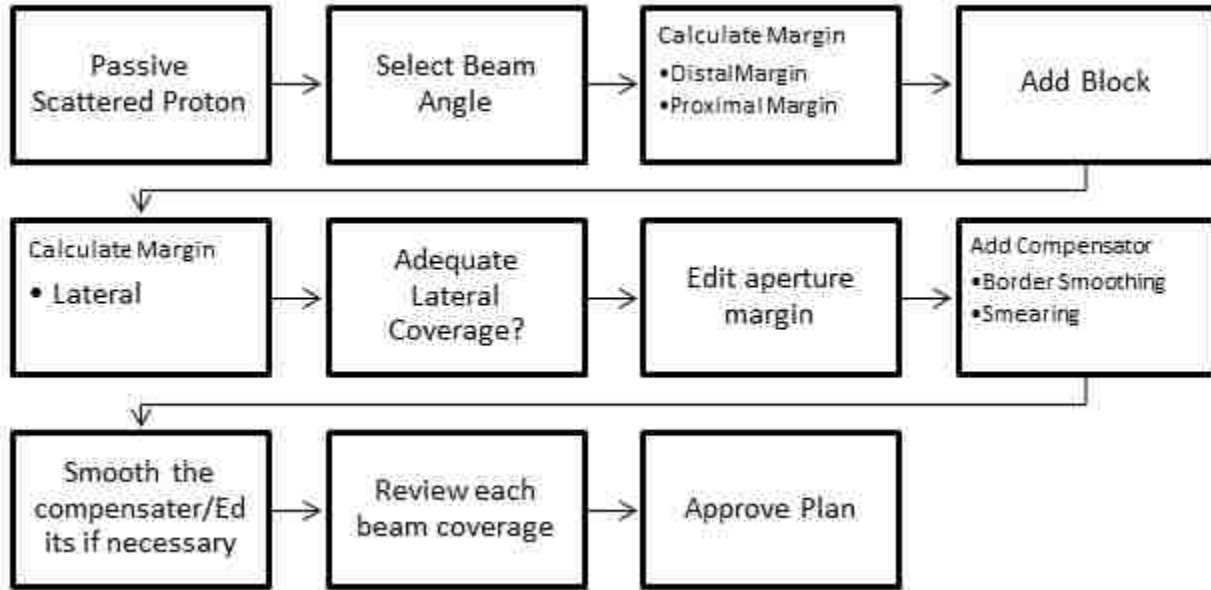 Passive
Scattered Proton
Select Beam
Angle
Calculate Margin
•Distal Margin
•Proximal Margin
Add Block
Calculate Margin
• Lateral
Adequate
Lateral
Coverage?
Edit aperture
margin
Add Compensator
•Border Smoothing
•Smearing
Smooth the
compensater/Ed
its if necessary
Review each
beam coverage
Approve Plan